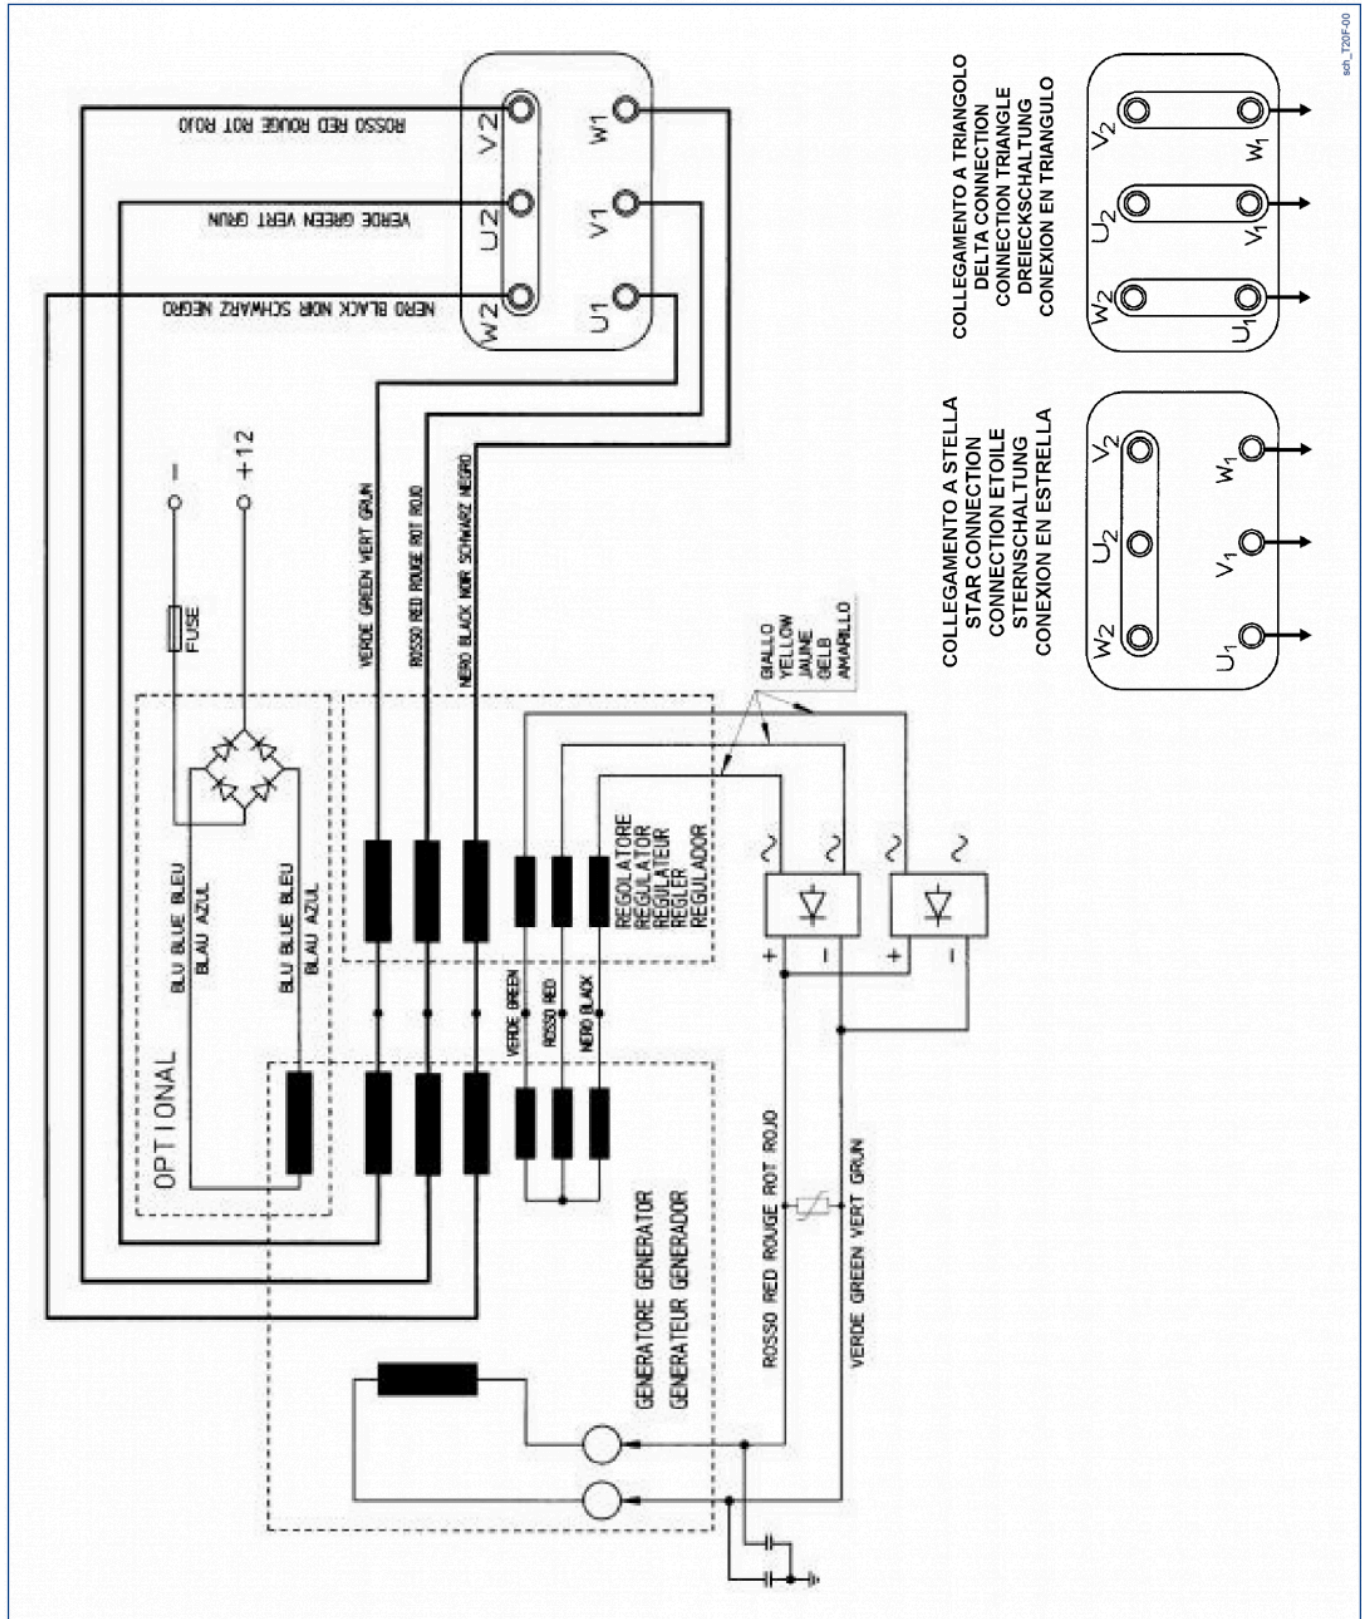 sch_T20F-00
ROSSO RED ROUGE ROT ROJO
VERDE GREEN VERT GRUN
NERO BLACK NOIR SCHWARZ NEGRO
V2
U2
W2
W1
V1
U1
-
+12
FUSE
OPTIONAL
BLU BLUE BLEU
BLAU AZUL
BLU BLUE BLEU
BLAU AZUL
VERDE GREEN VERT GRUN
ROSSO RED ROUGE ROT ROJO
NERO BLACK NOIR SCHWARZ NEGRO
VERDE GREEN
ROSSO RED
NERO BLACK
REGOLATORE
REGULATOR
REGULATEUR
REGLER
REGULADOR
GENERATORE GENERATOR
GENERATEUR GENERADOR
GIALLO
YELLOW
JAUNE
GELB
AMARILLO
+
-
+
-
ROSSO RED ROUGE ROT ROJO
VERDE GREEN VERT GRUN
COLLEGAMENTO A STELLA
STAR CONNECTION
CONNECTION ETOILE
STERNSCHALTUNG
CONEXION EN ESTRELLA
W2
U2
V2
U1
V1
W1
COLLEGAMENTO A TRIANGOLO
DELTA CONNECTION
CONNECTION TRIANGLE
DREIECKSCHALTUNG
CONEXION EN TRIANGULO
W2
U2
V2
U1
V1
W1